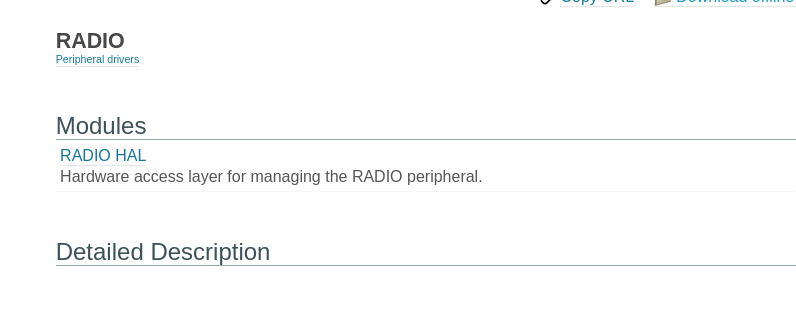 Copy URL Download offline
RADIO
Peripheral drivers
Modules
RADIO HAL
Hardware access layer for managing the RADIO peripheral.
Detailed Description